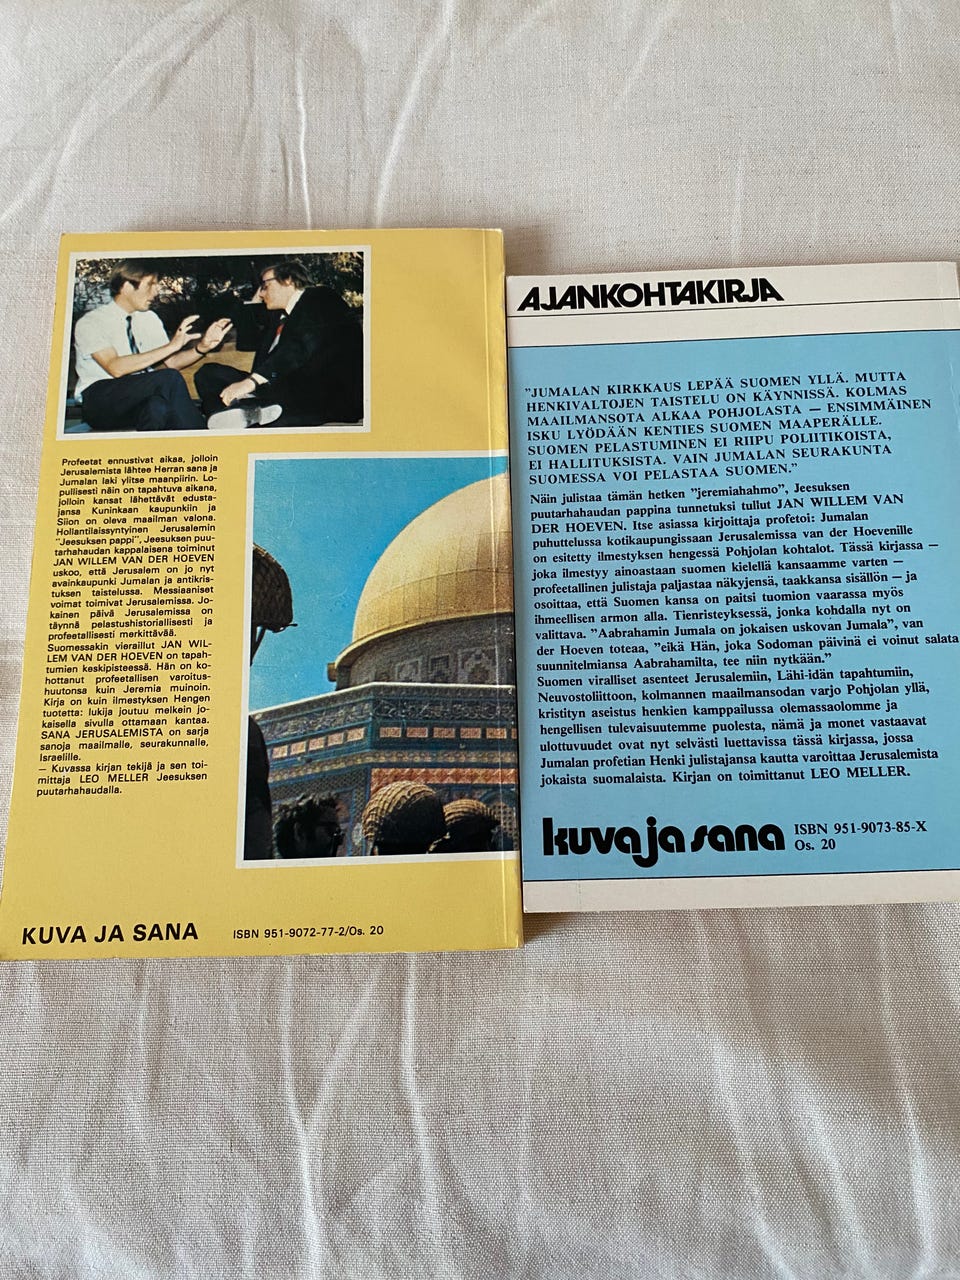 Profeetat ennustivat aikaa, jolloin
Jerusalemista lähtee Herran sana ja
Jumalan laki ylitse maanpiirin. Lo-
pullisesti näin on tapahtuva aikana,
jolloin kansat lähettävät edusta-
jansa Kuninkaan kaupunkiin ja
Siion on oleva maailman valona.
Hollantilaissyntyinen Jerusalemin
"Jeesuksen pappi", Jeesuksen puu-
tarhahaudan kappalaisena toiminut
JAN WILLEM VAN DER HOEVEN
uskoo, että Jerusalem on jo nyt
avainkaupunki Jumalan ja antikris-
tuksen taistelussa. Messiaaniset
voimat toimivat Jerusalemissa. Jo-
kainen päivä Jerusalemissa on
täynnä pelastushistoriallisesti ja
profeetallisesti merkittävää.
Suomessakin vieraillut JAN WIL-
LEM VAN DER HOEVEN on tapah-
tumien keskipisteessä. Hän on ko-
hottanut profeetallisen varoitus-
huutonsa kuin Jeremia muinoin.
Kirja on kuin ilmestyksen Hengen
tuotetta: lukija joutuu melkein jo-
kaisella sivulla ottamaan kantaa.
SANA JERUSALEMISTA on sarja
sanoja maailmalle, seurakunnalle,
Israelille.
— Kuvassa kirjan tekijä ja sen toi-
mittaja LEO MELLER Jeesuksen
puutarhahaudalla.
KUVA JA SANA
ISBN 951-9072-77-2/Os. 20
AJANKOHTAKIRJA
"JUMALAN KIRKKAUS LEPÄÄ SUOMEN YLLÄ. MUTTA
HENKIVALTOJEN TAISTELU ON KÄYNNISSÄ. KOLMAS
MAAILMANSOTA ALKAA POHJOLASTA — ENSIMMÄINEN
ISKU LYÖDÄÄN KENTIES SUOMEN MAAPERÄLLE.
SUOMEN PELASTUMINEN EI RIIPU POLIITIKOISTA,
EI HALLITUKSISTA. VAIN JUMALAN SEURAKUNTA
SUOMESSA VOI PELASTAA SUOMEN."
Näin julistaa tämän hetken "jeremiahahmo", Jeesuksen
puutarhahaudan pappina tunnetuksi tullut JAN WILLEM VAN
DER HOEVEN. Itse asiassa kirjoittaja profetoi: Jumalan
puhuttelussa kotikaupungissaan Jerusalemissa van der Hoevenille
on esitetty ilmestyksen hengessä Pohjolan kohtalot. Tässä kirjassa —
joka ilmestyy ainoastaan suomen kielellä kansaamme varten —
profeetallinen julistaja paljastaa näkyjensä, taakkansa sisällön — ja
osoittaa, että Suomen kansa on paitsi tuomion vaarassa myös
ihmeellisen armon alla. Tienristeyksessä, jonka kohdalla nyt on
valittava. "Aabrahamin Jumala on jokaisen uskovan Jumala", van
der Hoeven toteaa, "eikä Hän, joka Sodoman päivinä ei voinut salata
suunnitelmiansa Aabrahamilta, tee niin nytkään."
Suomen viralliset asenteet Jerusalemiin, Lähi-idän tapahtumiin,
Neuvostoliittoon, kolmannen maailmansodan varjo Pohjolan yllä,
kristityn aseistus henkien kamppailussa olemassaolomme ja
hengellisen tulevaisuutemme puolesta, nämä ja monet vastaavat
ulottuvuudet ovat nyt selvästi luettavissa tässä kirjassa, jossa
Jumalan profetian Henki julistajansa kautta varoittaa Jerusalemista
jokaista suomalaista. Kirjan on toimittanut LEO MELLER.
kuva ja sana
ISBN 951-9073-85-X
Os. 20